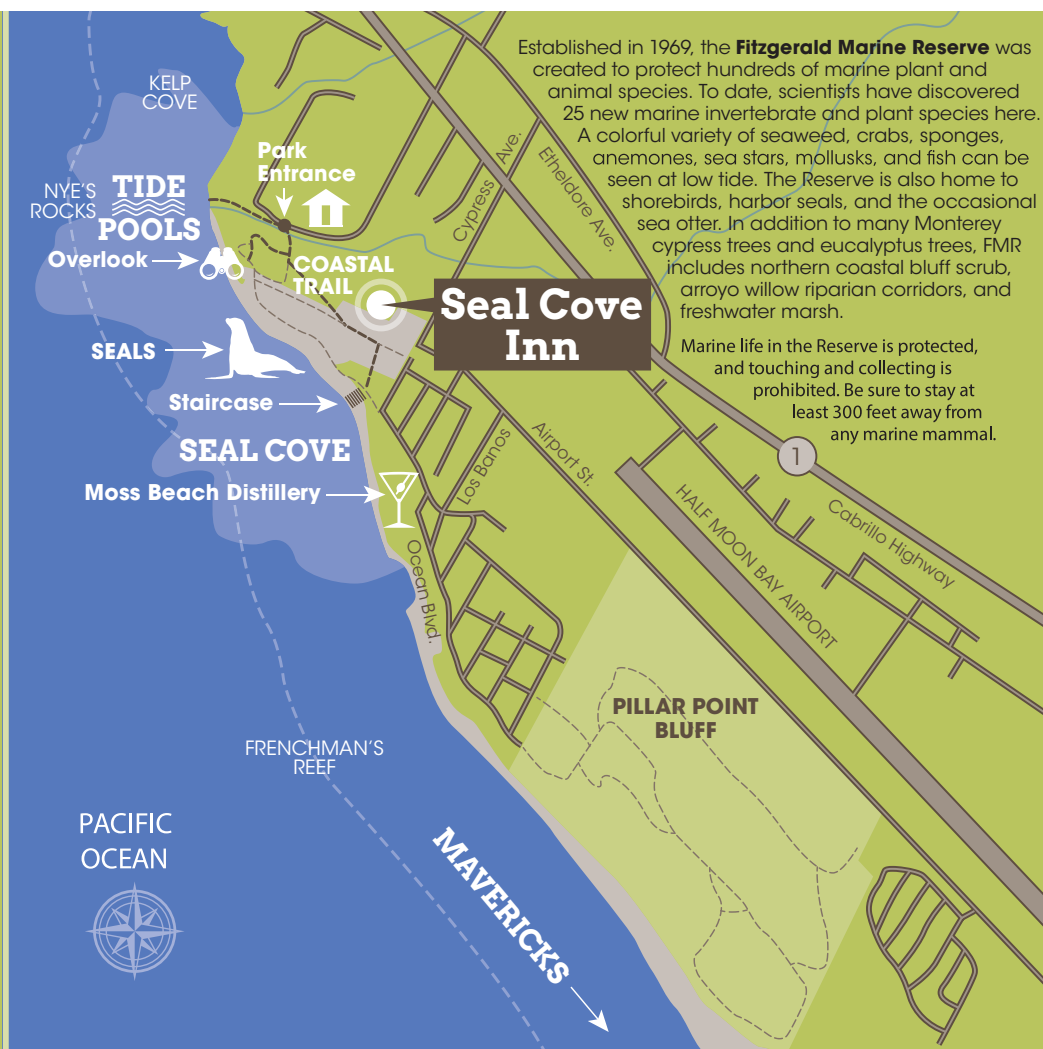 Established in 1969, the Fitzgerald Marine Reserve was
created to protect hundreds of marine plant and
animal species. To date, scientists have discovered
25 new marine invertebrate and plant species here.
A colorful variety of seaweed, crabs, sponges,
anemones, sea stars, mollusks, and fish can be
seen at low tide. The Reserve is also home to
shorebirds, harbor seals, and the occasional
sea otter. In addition to many Monterey
cypress trees and eucalyptus trees, FMR
includes northern coastal bluff scrub,
arroyo willow riparian corridors, and
freshwater marsh.
Marine life in the Reserve is protected,
and touching and collecting is
prohibited. Be sure to stay at
least 300 feet away from
any marine mammal.
KELP
COVE
Park
Entrance
NYE'S
ROCKS
TIDE
POOLS
Overlook
COASTAL
TRAIL
Cypress Ave.
Etheldore Ave.
Seal Cove
Inn
SEALS
Staircase
SEAL COVE
Moss Beach Distillery
Los Banos
Airport St.
1
Cabrillo Highway
HALF MOON BAY AIRPORT
Ocean Blvd.
PILLAR POINT
BLUFF
FRENCHMAN'S
REEF
PACIFIC
OCEAN
MAVERICKS